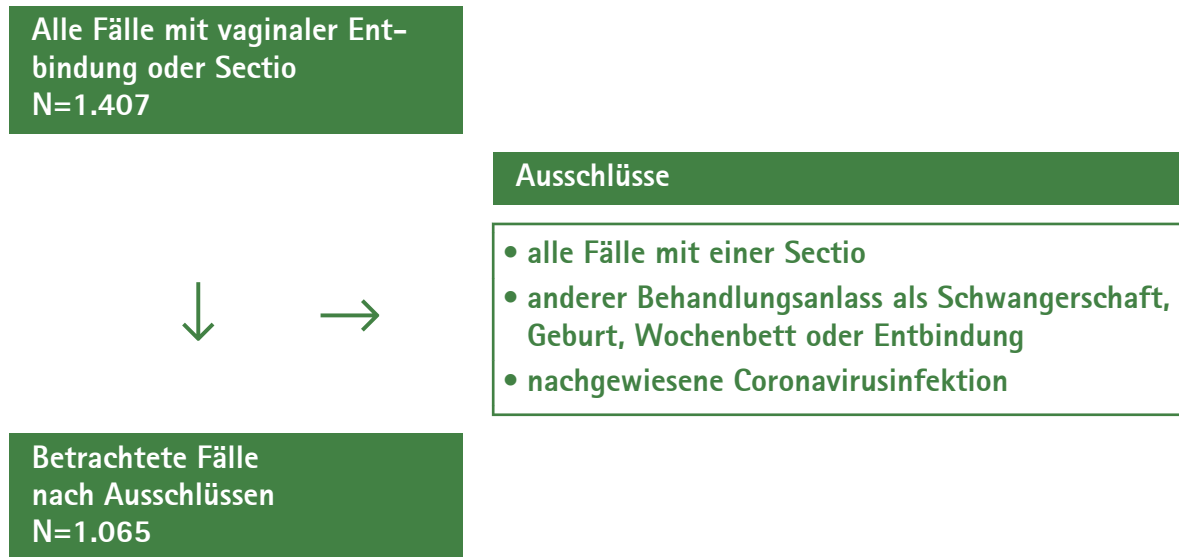 Alle Fälle mit vaginaler Ent-
bindung oder Sectio
N=1.407
Ausschlüsse
• alle Fälle mit einer Sectio
• anderer Behandlungsanlass als Schwangerschaft,
Geburt, Wochenbett oder Entbindung
• nachgewiesene Coronavirusinfektion
Betrachtete Fälle
nach Ausschlüssen
N=1.065